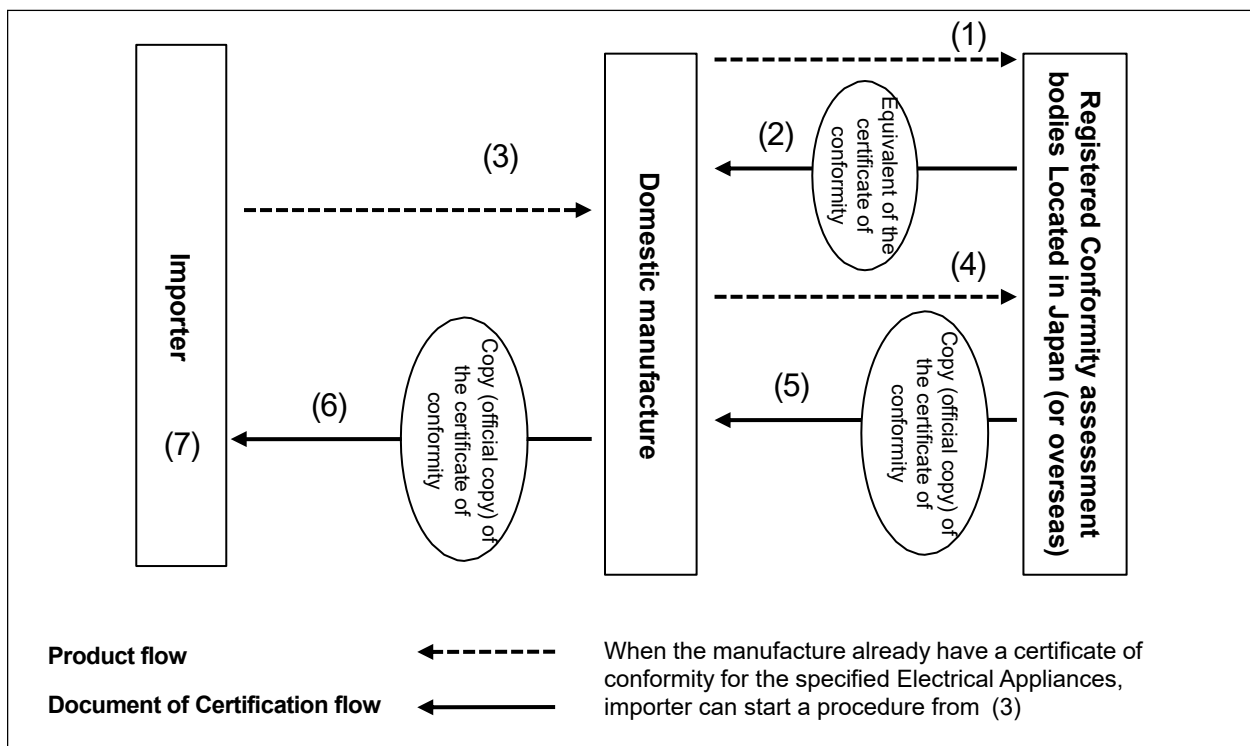 Importer
(7)
(3)
(6)
Copy (official copy) of
the certificate of
conformity
Domestic manufacture
(1)
(2)
Equivalent of the
certificate of
conformity
(4)
(5)
Copy (official copy) of
the certificate of
conformity
Registered Conformity assessment
bodies Located in Japan (or overseas)
Product flow
Document of Certification flow
When the manufacture already have a certificate of
conformity for the specified Electrical Appliances,
importer can start a procedure from (3)